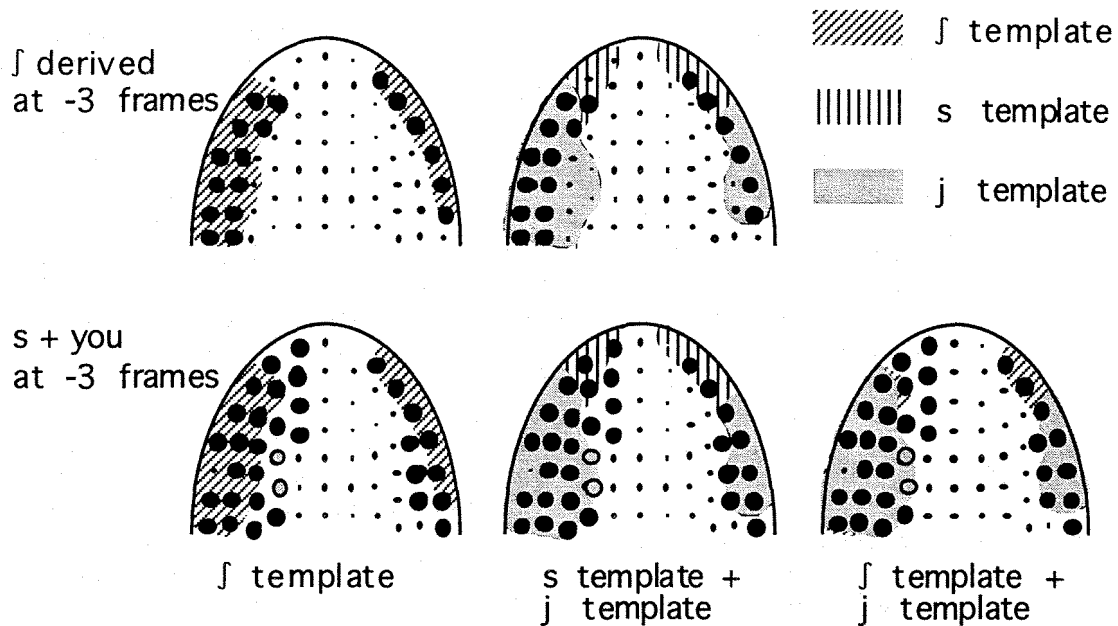 ʃ derived
at -3 frames
ʃ template
s template
j template
s + you
at -3 frames
ʃ template
s template +
j template
ʃ template +
j template